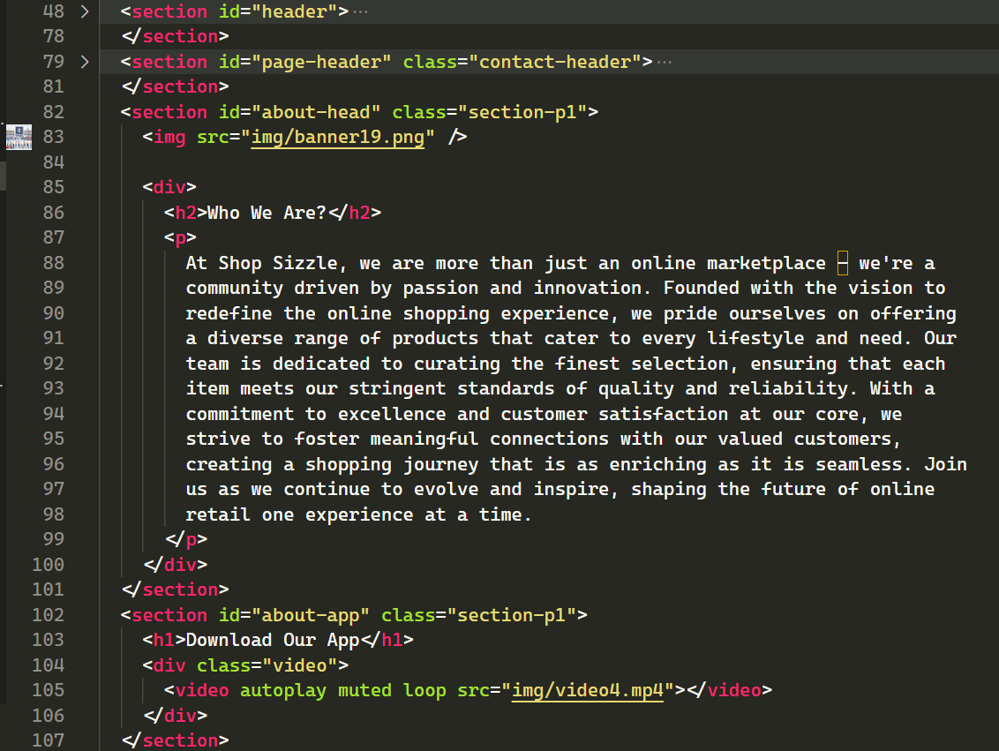 48 > <section id="header">···
78 </section>
79 > <section id="page-header" class="contact-header">···
81 </section>
82 <section id="about-head" class="section-p1">
83 <img src="img/banner19.png" />
84
85 <div>
86 <h2>Who We Are?</h2>
87 <p>
88 At Shop Sizzle, we are more than just an online marketplace – we're a
89 community driven by passion and innovation. Founded with the vision to
90 redefine the online shopping experience, we pride ourselves on offering
91 a diverse range of products that cater to every lifestyle and need. Our
92 team is dedicated to curating the finest selection, ensuring that each
93 item meets our stringent standards of quality and reliability. With a
94 commitment to excellence and customer satisfaction at our core, we
95 strive to foster meaningful connections with our valued customers,
96 creating a shopping journey that is as enriching as it is seamless. Join
97 us as we continue to evolve and inspire, shaping the future of online
98 retail one experience at a time.
99 </p>
100 </div>
101 </section>
102 <section id="about-app" class="section-p1">
103 <h1>Download Our App</h1>
104 <div class="video">
105 <video autoplay muted loop src="img/video4.mp4"></video>
106 </div>
107 </section>